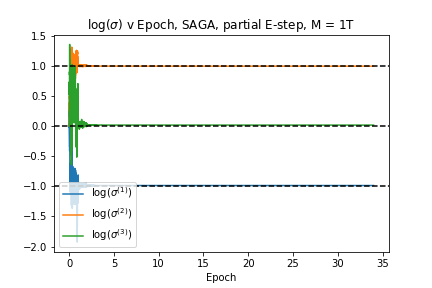 log(σ) v Epoch, SAGA, partial E-step, M = 1T
1.5
1.0
0.5
0.0
−0.5
−1.0
−1.5
−2.0
log(σ⁽¹⁾)
log(σ⁽²⁾)
log(σ⁽³⁾)
0 5 10 15 20 25 30 35
Epoch